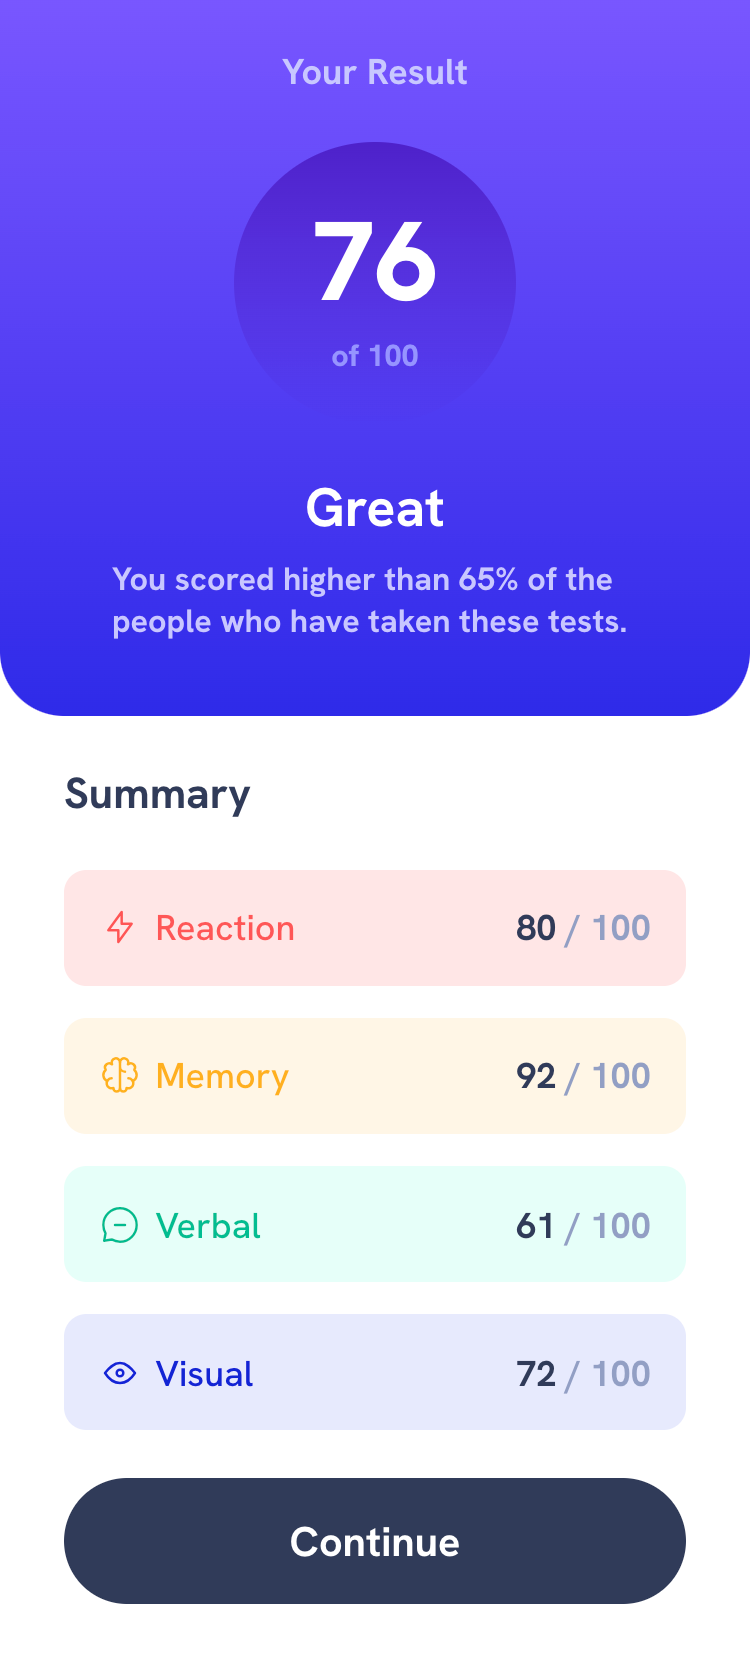 Your Result
76
of 100
Great
You scored higher than 65% of the
people who have taken these tests.
Summary
Reaction 80 / 100
Memory 92 / 100
Verbal 61 / 100
Visual 72 / 100
Continue